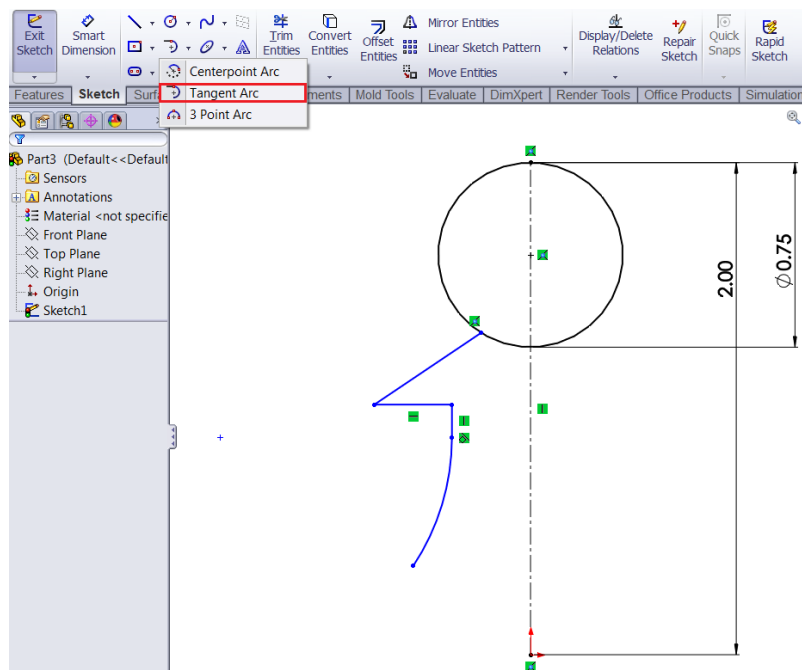 Exit Sketch
Smart Dimension
Trim Entities
Convert Entities
Offset Entities
Mirror Entities
Linear Sketch Pattern
Move Entities
Display/Delete Relations
Repair Sketch
Quick Snaps
Rapid Sketch
Centerpoint Arc
Tangent Arc
3 Point Arc
Features Sketch Surf ments Mold Tools Evaluate DimXpert Render Tools Office Products Simulation
Part3 (Default<<Default
Sensors
A Annotations
Material <not specifie
Front Plane
Top Plane
Right Plane
Origin
Sketch1
2.00
∅0.75